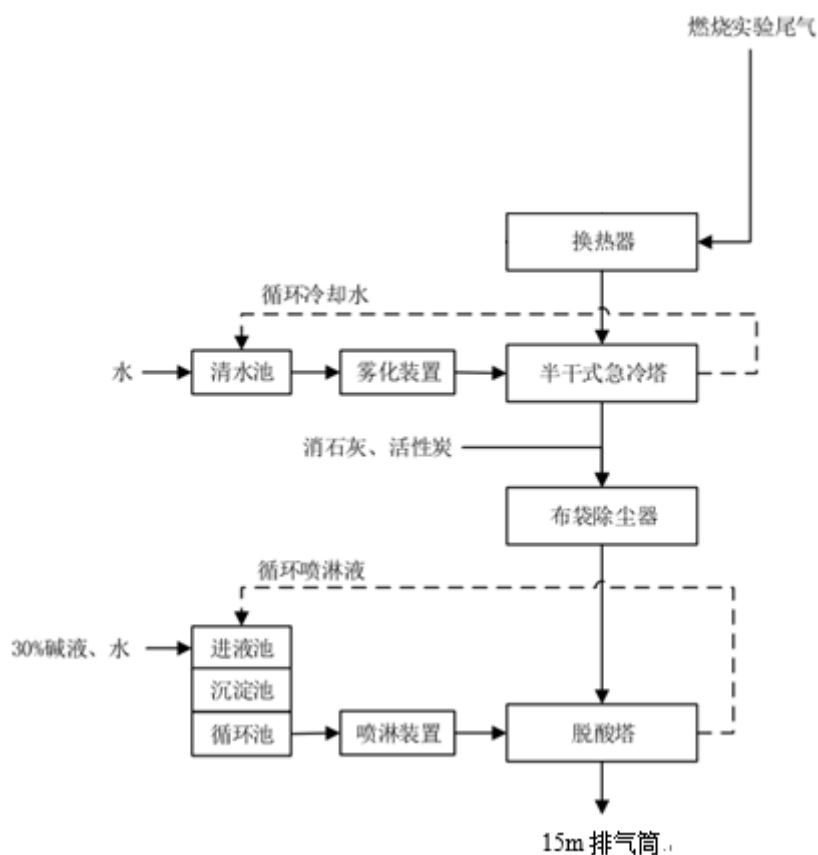 燃烧实验尾气
换热器
循环冷却水
水
清水池
雾化装置
半干式急冷塔
消石灰、活性炭
布袋除尘器
循环喷淋液
30%碱液、水
进液池
沉淀池
循环池
喷淋装置
脱酸塔
15m 排气筒